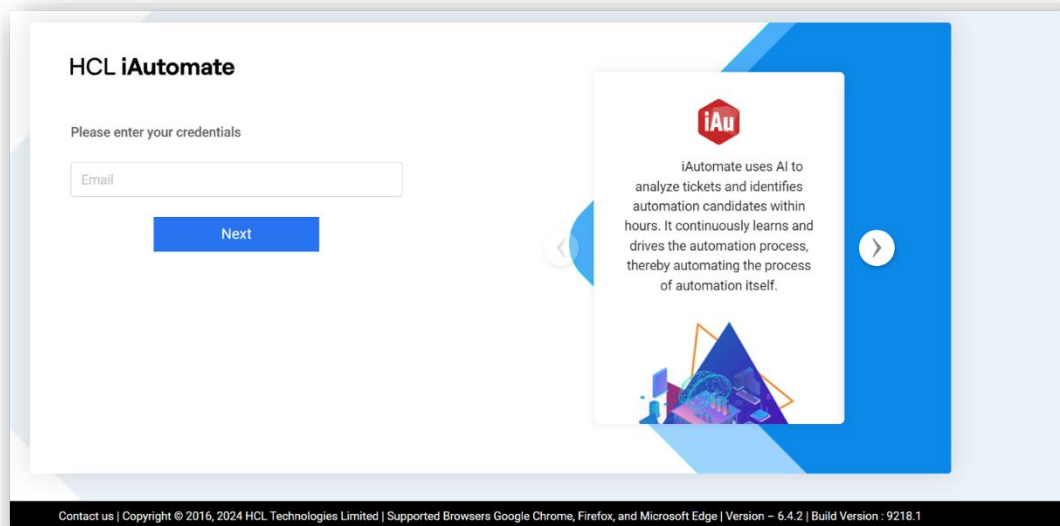 HCL iAutomate
Please enter your credentials
Email
Next
iAu
iAutomate uses AI to
analyze tickets and identifies
automation candidates within
hours. It continuously learns and
drives the automation process,
thereby automating the process
of automation itself.
Contact us | Copyright © 2016, 2024 HCL Technologies Limited | Supported Browsers Google Chrome, Firefox, and Microsoft Edge | Version – 6.4.2 | Build Version : 9218.1